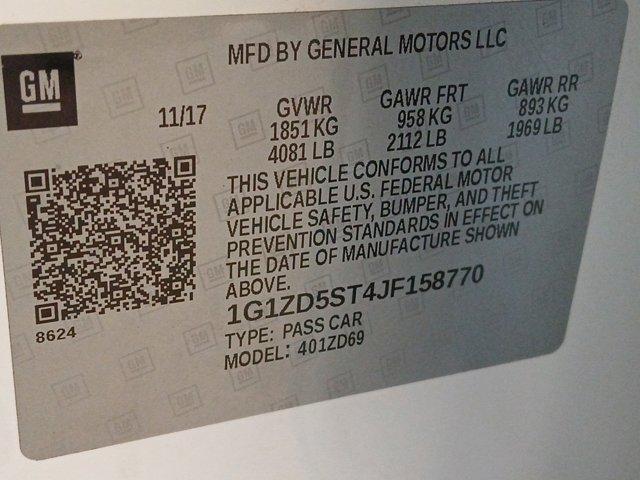 MFD BY GENERAL MOTORS LLC
GM
11/17
GVWR
1851 KG
4081 LB
GAWR FRT
958 KG
2112 LB
GAWR RR
893 KG
1969 LB
THIS VEHICLE CONFORMS TO ALL
APPLICABLE U.S. FEDERAL MOTOR
VEHICLE SAFETY, BUMPER, AND THEFT
PREVENTION STANDARDS IN EFFECT ON
THE DATE OF MANUFACTURE SHOWN
ABOVE.
1G1ZD5ST4JF158770
8624
TYPE: PASS CAR
MODEL: 401ZD69